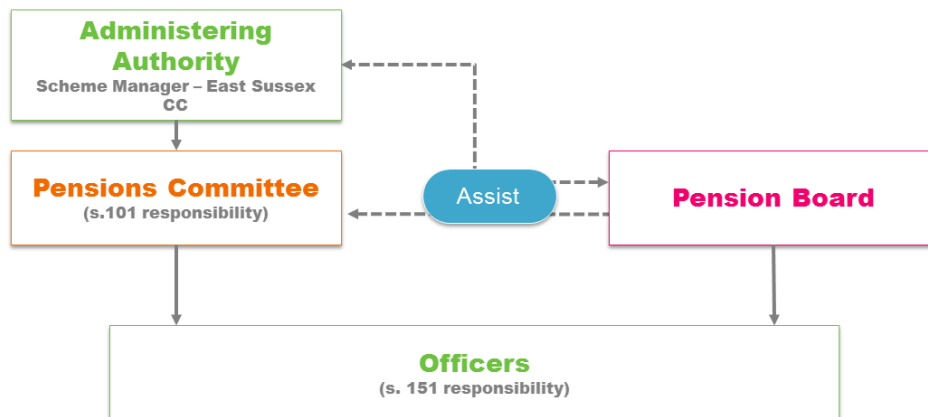 Administering
Authority
Scheme Manager – East Sussex
CC
Pensions Committee
(s.101 responsibility)
Assist
Pension Board
Officers
(s. 151 responsibility)